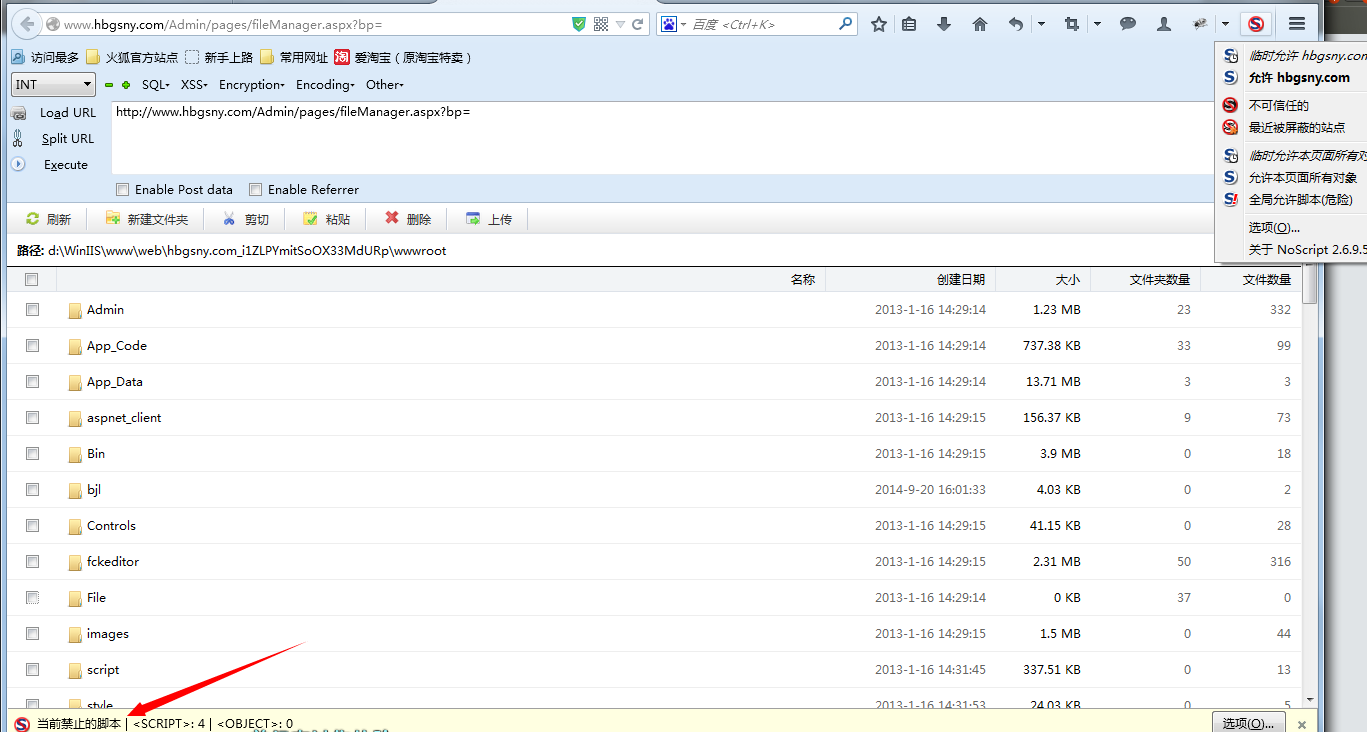 www.hbgsny.com/Admin/pages/fileManager.aspx?bp=
百度 <Ctrl+K>
访问最多 火狐官方站点 新手上路 常用网址 淘 爱淘宝（原淘宝特卖）
INT SQL- XSS- Encryption- Encoding- Other-
Load URL http://www.hbgsny.com/Admin/pages/fileManager.aspx?bp=
Split URL
Execute
Enable Post data Enable Referrer
临时允许 hbgsny.com
允许 hbgsny.com
不可信任的
最近被屏蔽的站点
临时允许本页面所有对
允许本页面所有对象
全局允许脚本(危险)
选项(O)...
关于 NoScript 2.6.9.5
刷新 新建文件夹 剪切 粘贴 删除 上传
路径: d:\WinIIS\www\web\hbgsny.com_i1ZLPYmitSoOX33MdURp\wwwroot
名称 创建日期 大小 文件夹数量 文件数量
Admin 2013-1-16 14:29:14 1.23 MB 23 332
App_Code 2013-1-16 14:29:14 737.38 KB 33 99
App_Data 2013-1-16 14:29:14 13.71 MB 3 3
aspnet_client 2013-1-16 14:29:15 156.37 KB 9 73
Bin 2013-1-16 14:29:15 3.9 MB 0 18
bjl 2014-9-20 16:01:33 4.03 KB 0 2
Controls 2013-1-16 14:29:15 41.15 KB 0 28
fckeditor 2013-1-16 14:29:15 2.31 MB 50 316
File 2013-1-16 14:29:14 0 KB 37 0
images 2013-1-16 14:29:15 1.5 MB 0 44
script 2013-1-16 14:31:45 337.51 KB 0 13
style 2013-1-16 14:31:53 24.03 KB 0 5
当前禁止的脚本 | <SCRIPT>: 4 | <OBJECT>: 0 选项(O)...